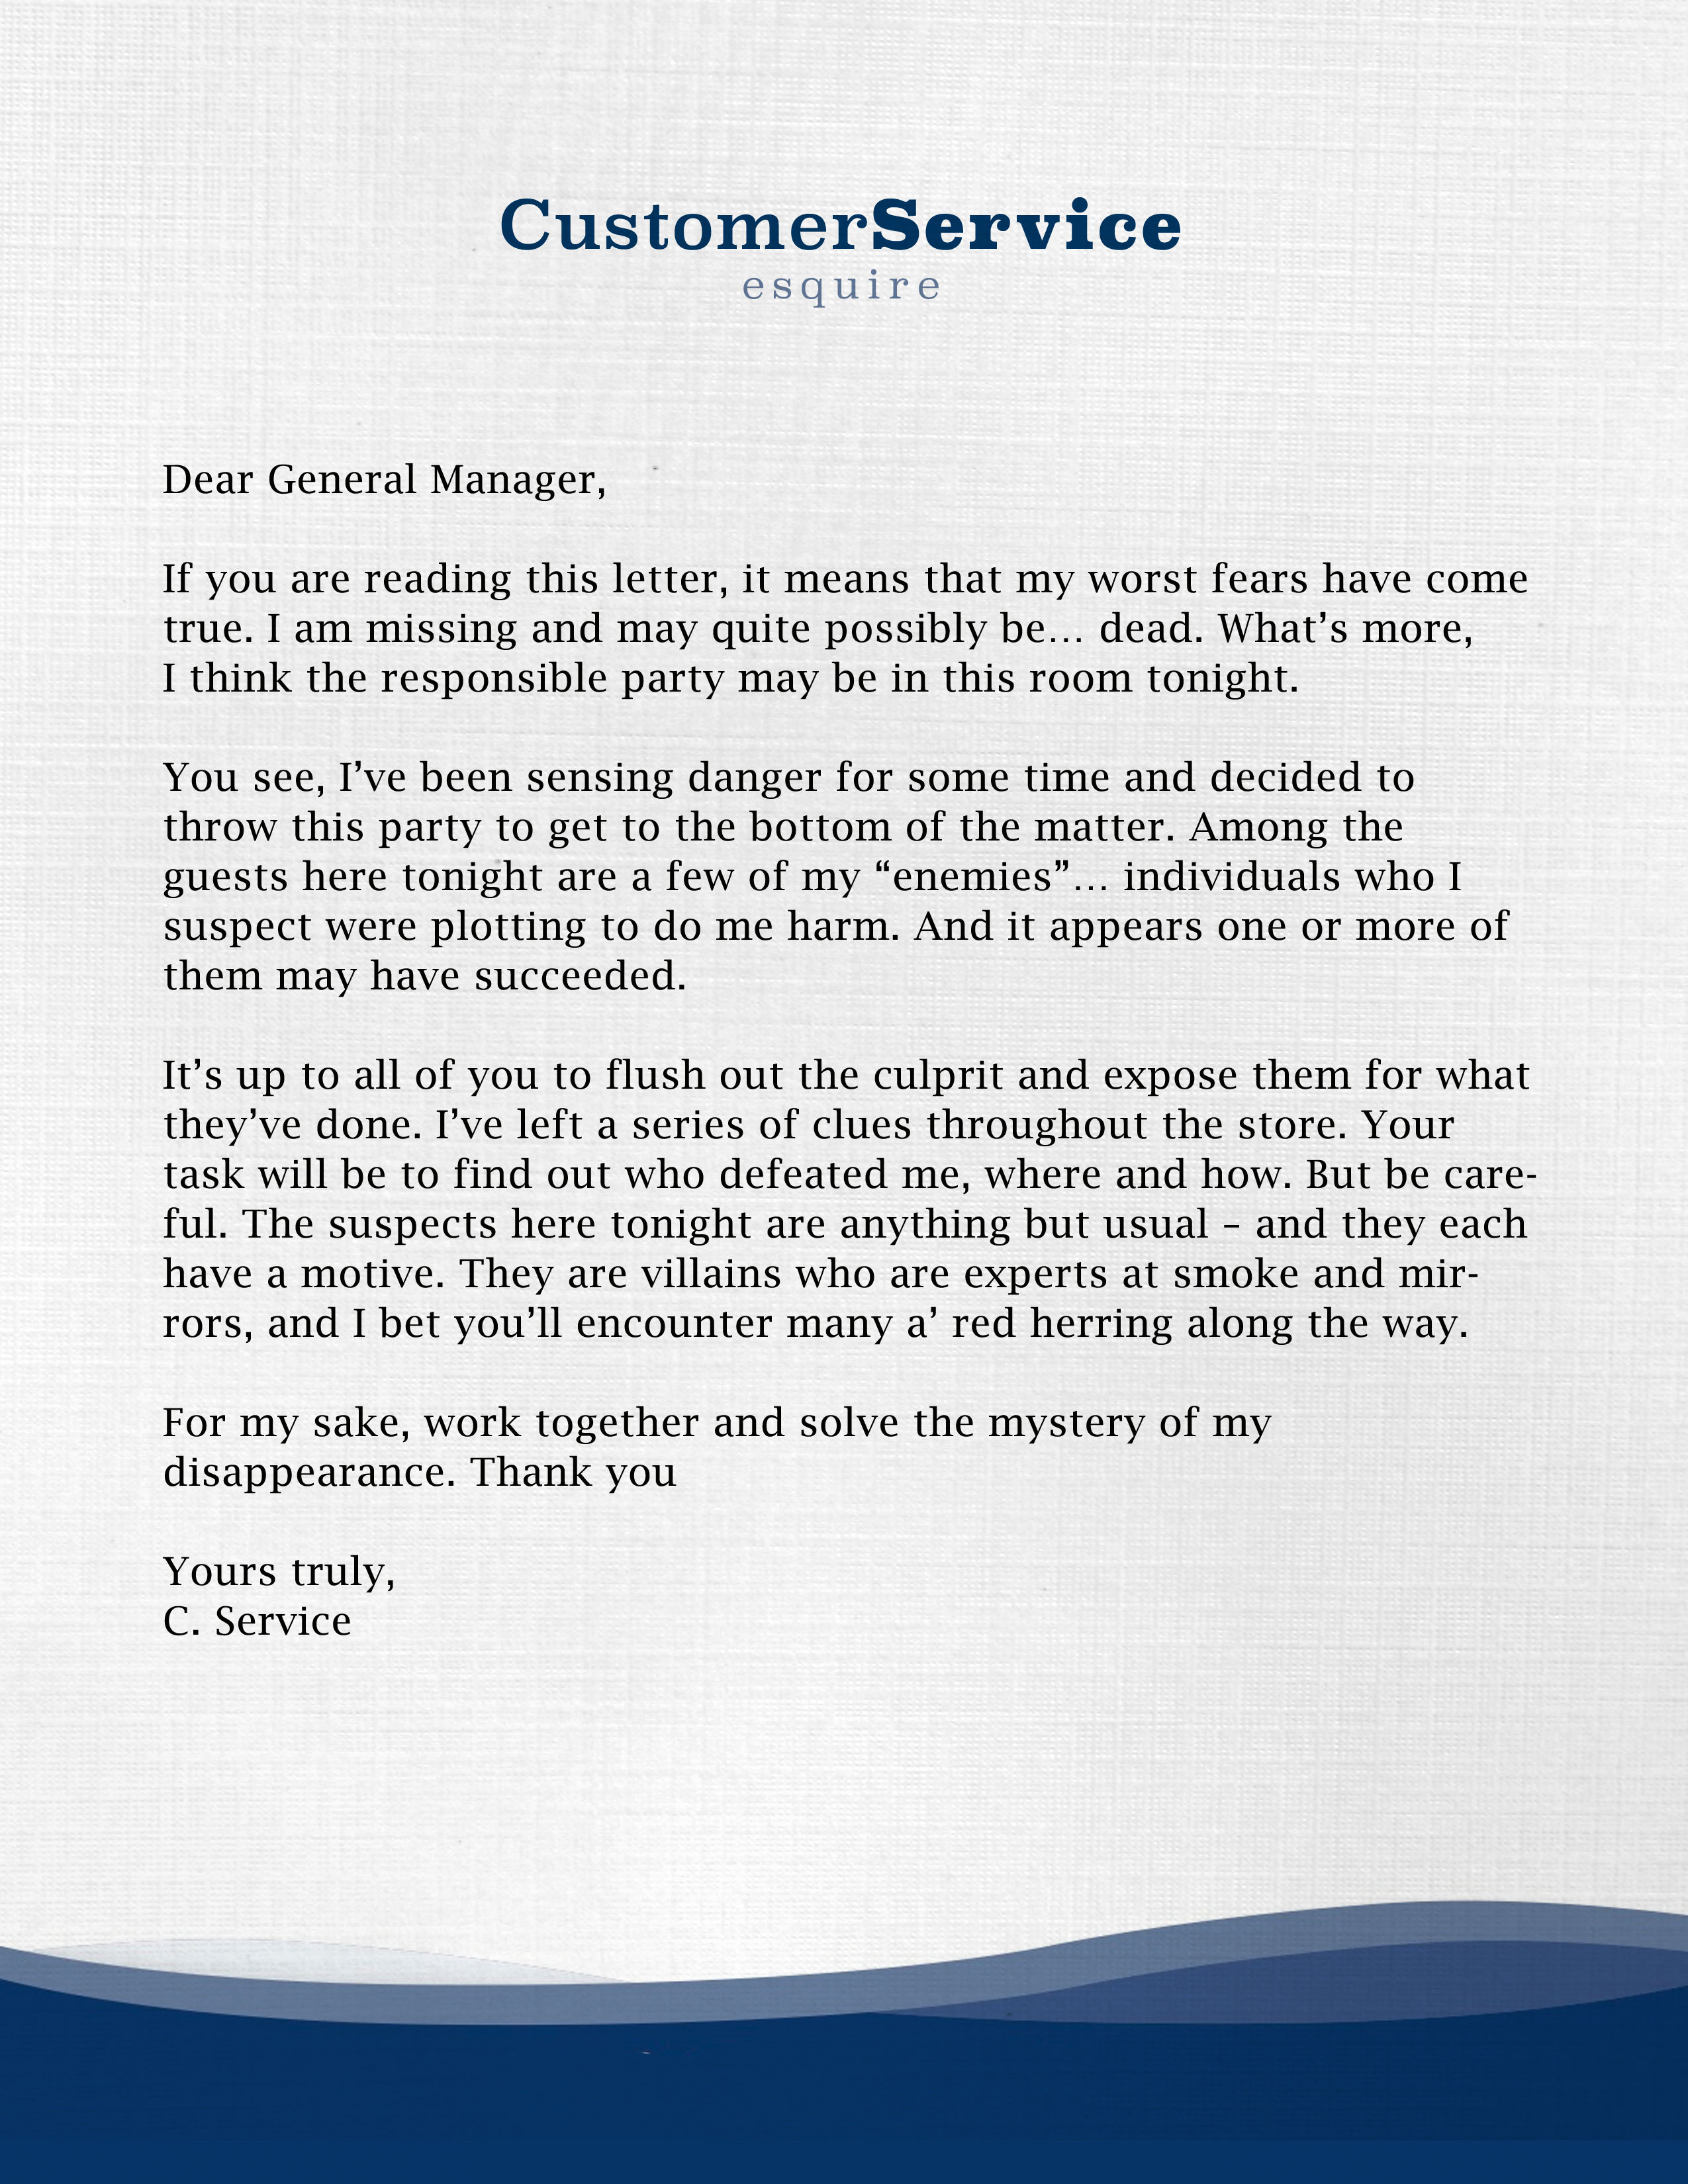 CustomerService
esquire
Dear General Manager,
If you are reading this letter, it means that my worst fears have come
true. I am missing and may quite possibly be… dead. What’s more,
I think the responsible party may be in this room tonight.
You see, I’ve been sensing danger for some time and decided to
throw this party to get to the bottom of the matter. Among the
guests here tonight are a few of my “enemies”… individuals who I
suspect were plotting to do me harm. And it appears one or more of
them may have succeeded.
It’s up to all of you to flush out the culprit and expose them for what
they’ve done. I’ve left a series of clues throughout the store. Your
task will be to find out who defeated me, where and how. But be care-
ful. The suspects here tonight are anything but usual – and they each
have a motive. They are villains who are experts at smoke and mir-
rors, and I bet you’ll encounter many a’ red herring along the way.
For my sake, work together and solve the mystery of my
disappearance. Thank you
Yours truly,
C. Service